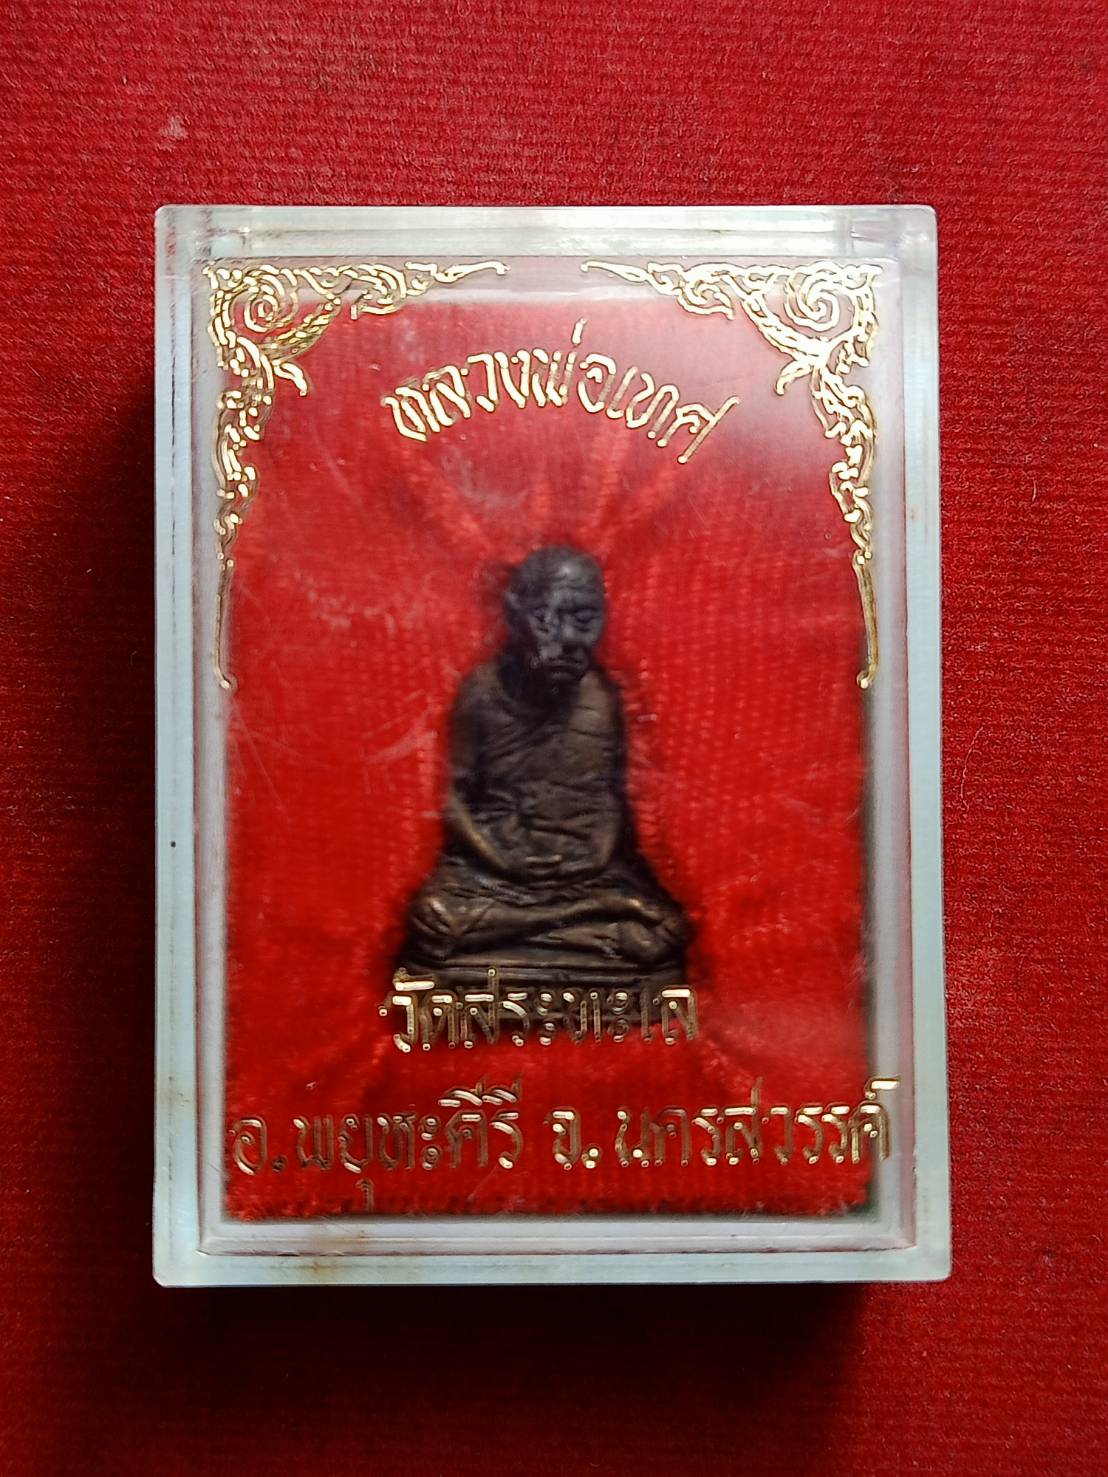 หลวงพ่อเทศ
วัดสระทะเล
อ.พยุหะคีรี จ.นครสวรรค์